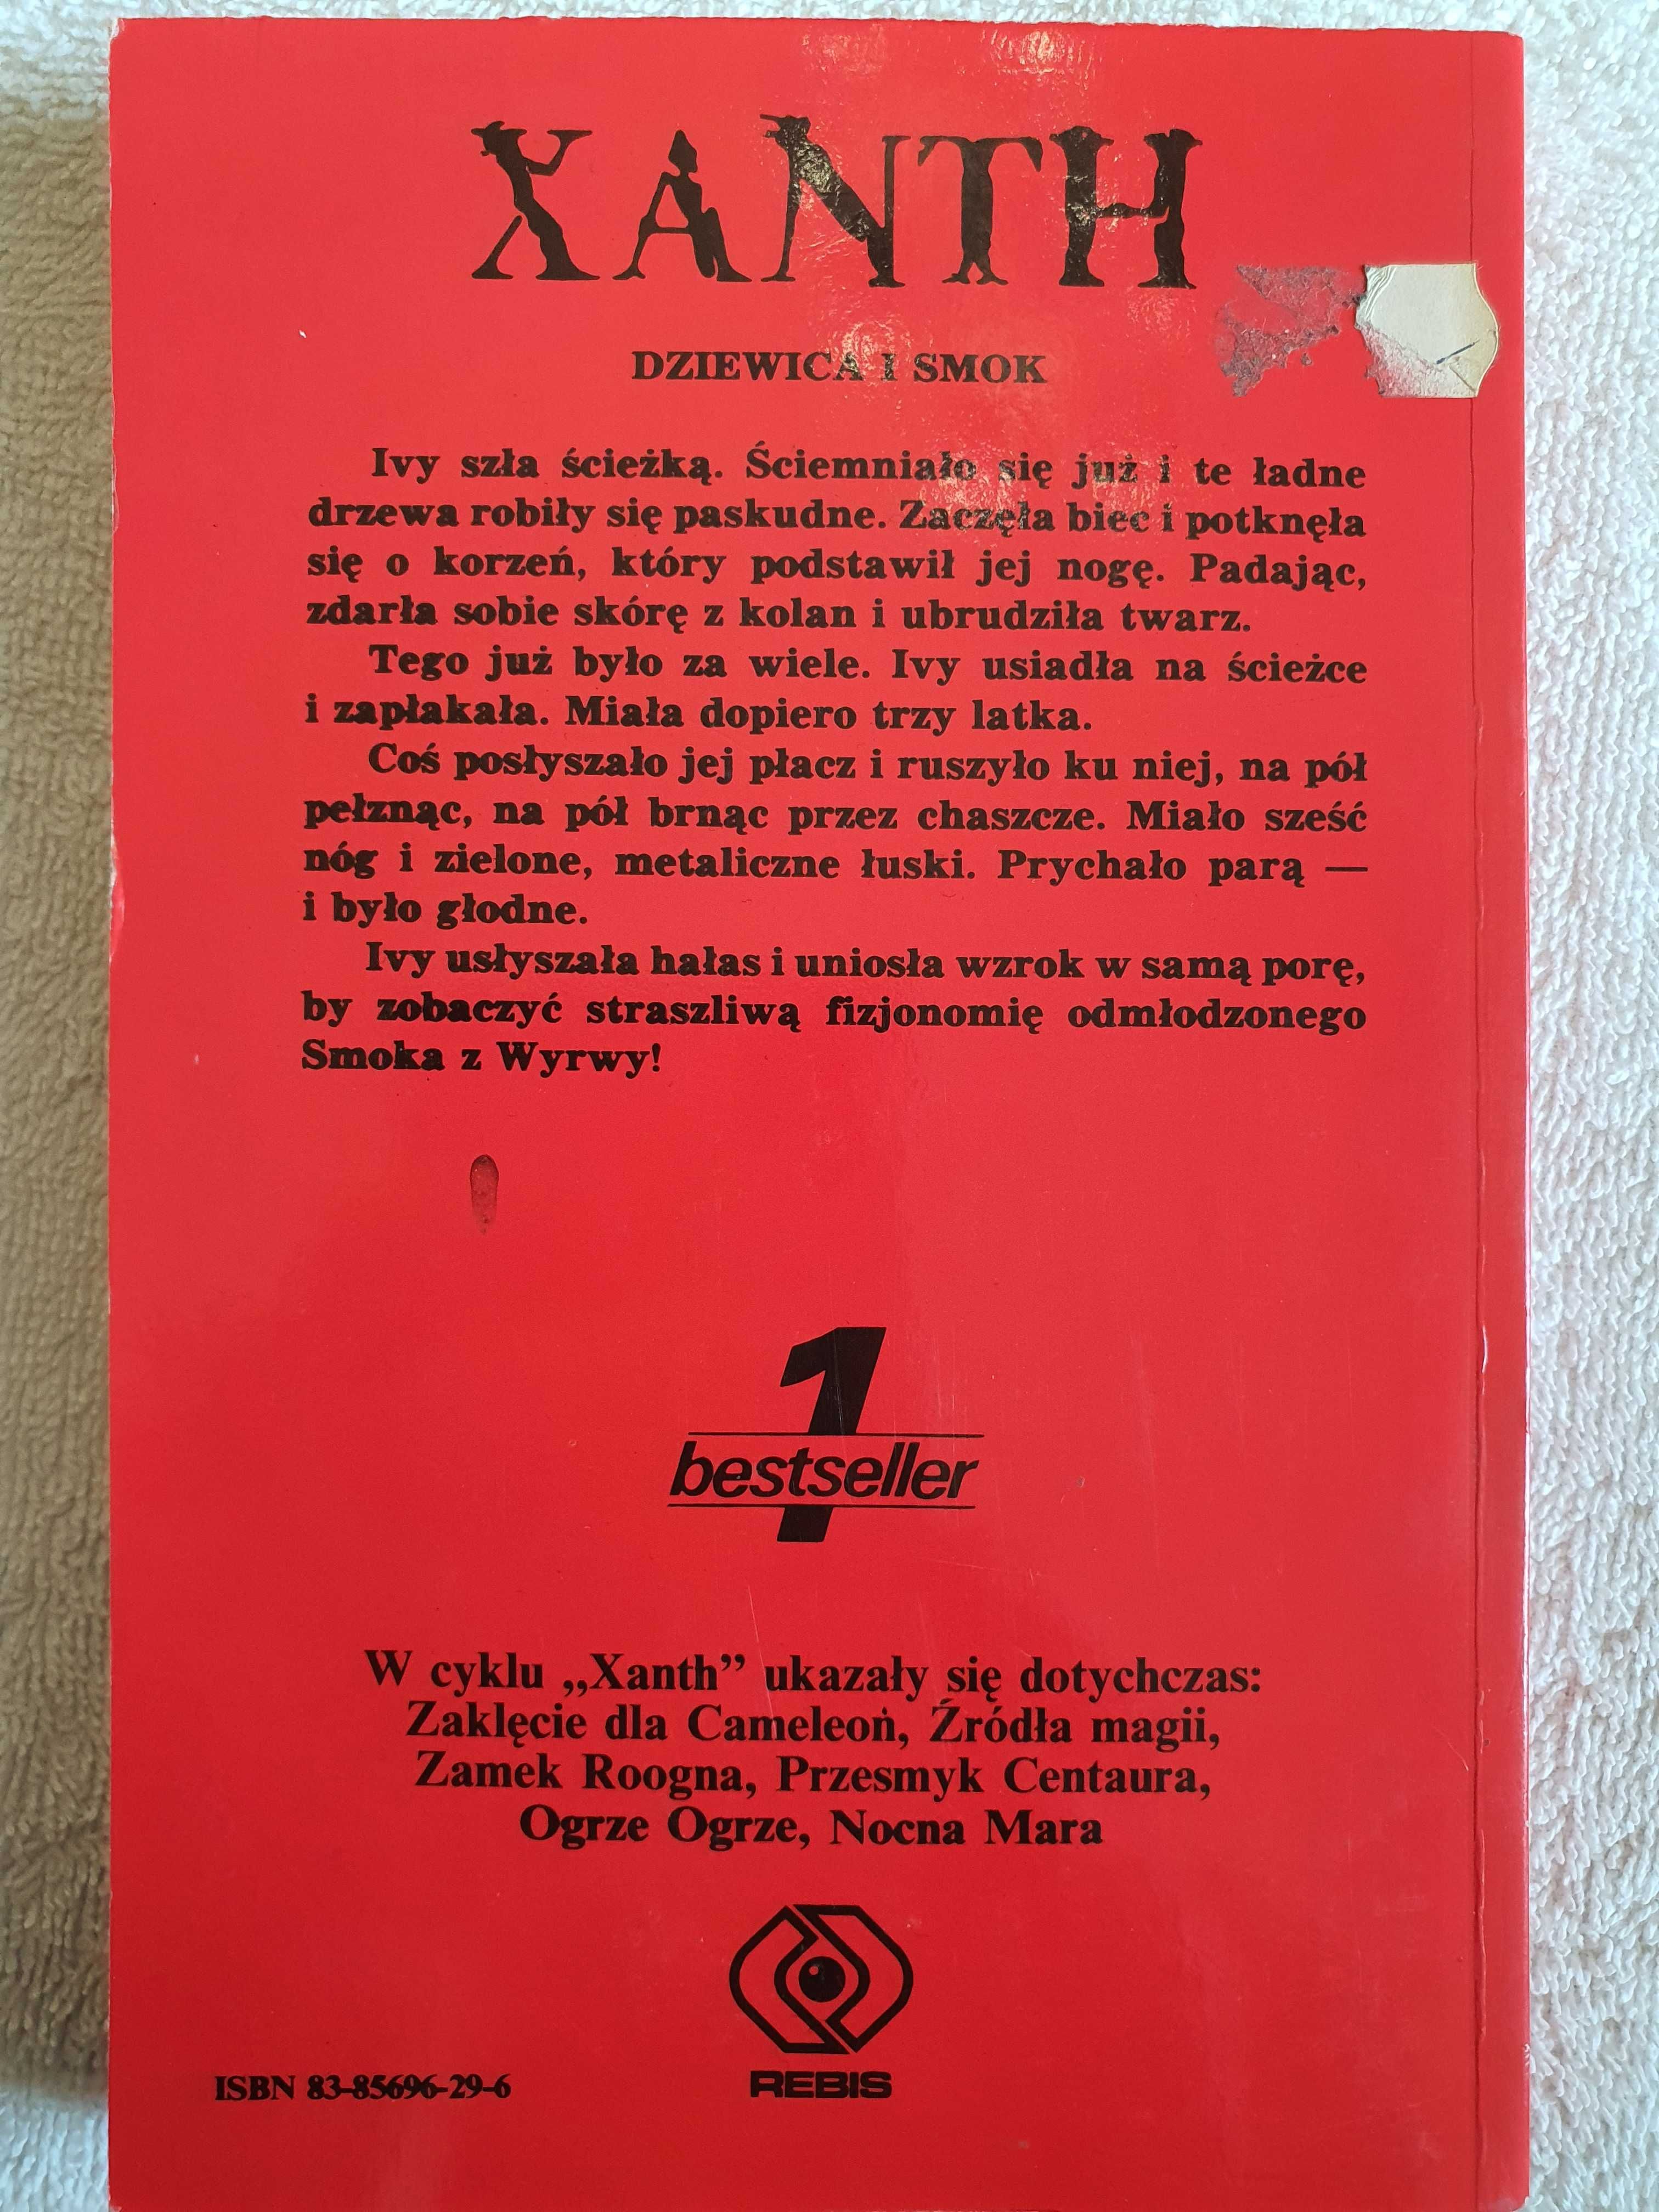 XANTH
DZIEWICA I SMOK
Ivy szła ścieżką. Ściemniało się już i te ładne
drzewa robiły się paskudne. Zaczęła biec i potknęła
się o korzeń, który podstawił jej nogę. Padając,
zdarła sobie skórę z kolan i ubrudziła twarz.
Tego już było za wiele. Ivy usiadła na ścieżce
i zapłakała. Miała dopiero trzy latka.
Coś posłyszało jej płacz i ruszyło ku niej, na pół
pełznąc, na pół brnąc przez chaszcze. Miało sześć
nóg i zielone, metaliczne łuski. Prychało parą —
i było głodne.
Ivy usłyszała hałas i uniosła wzrok w samą porę,
by zobaczyć straszliwą fizjonomię odmłodzonego
Smoka z Wyrwy!
1
bestseller
W cyklu „Xanth” ukazały się dotychczas:
Zaklęcie dla Cameleoń, Źródła magii,
Zamek Roogna, Przesmyk Centaura,
Ogrze Ogrze, Nocna Mara
REBIS
ISBN 83-85696-29-6